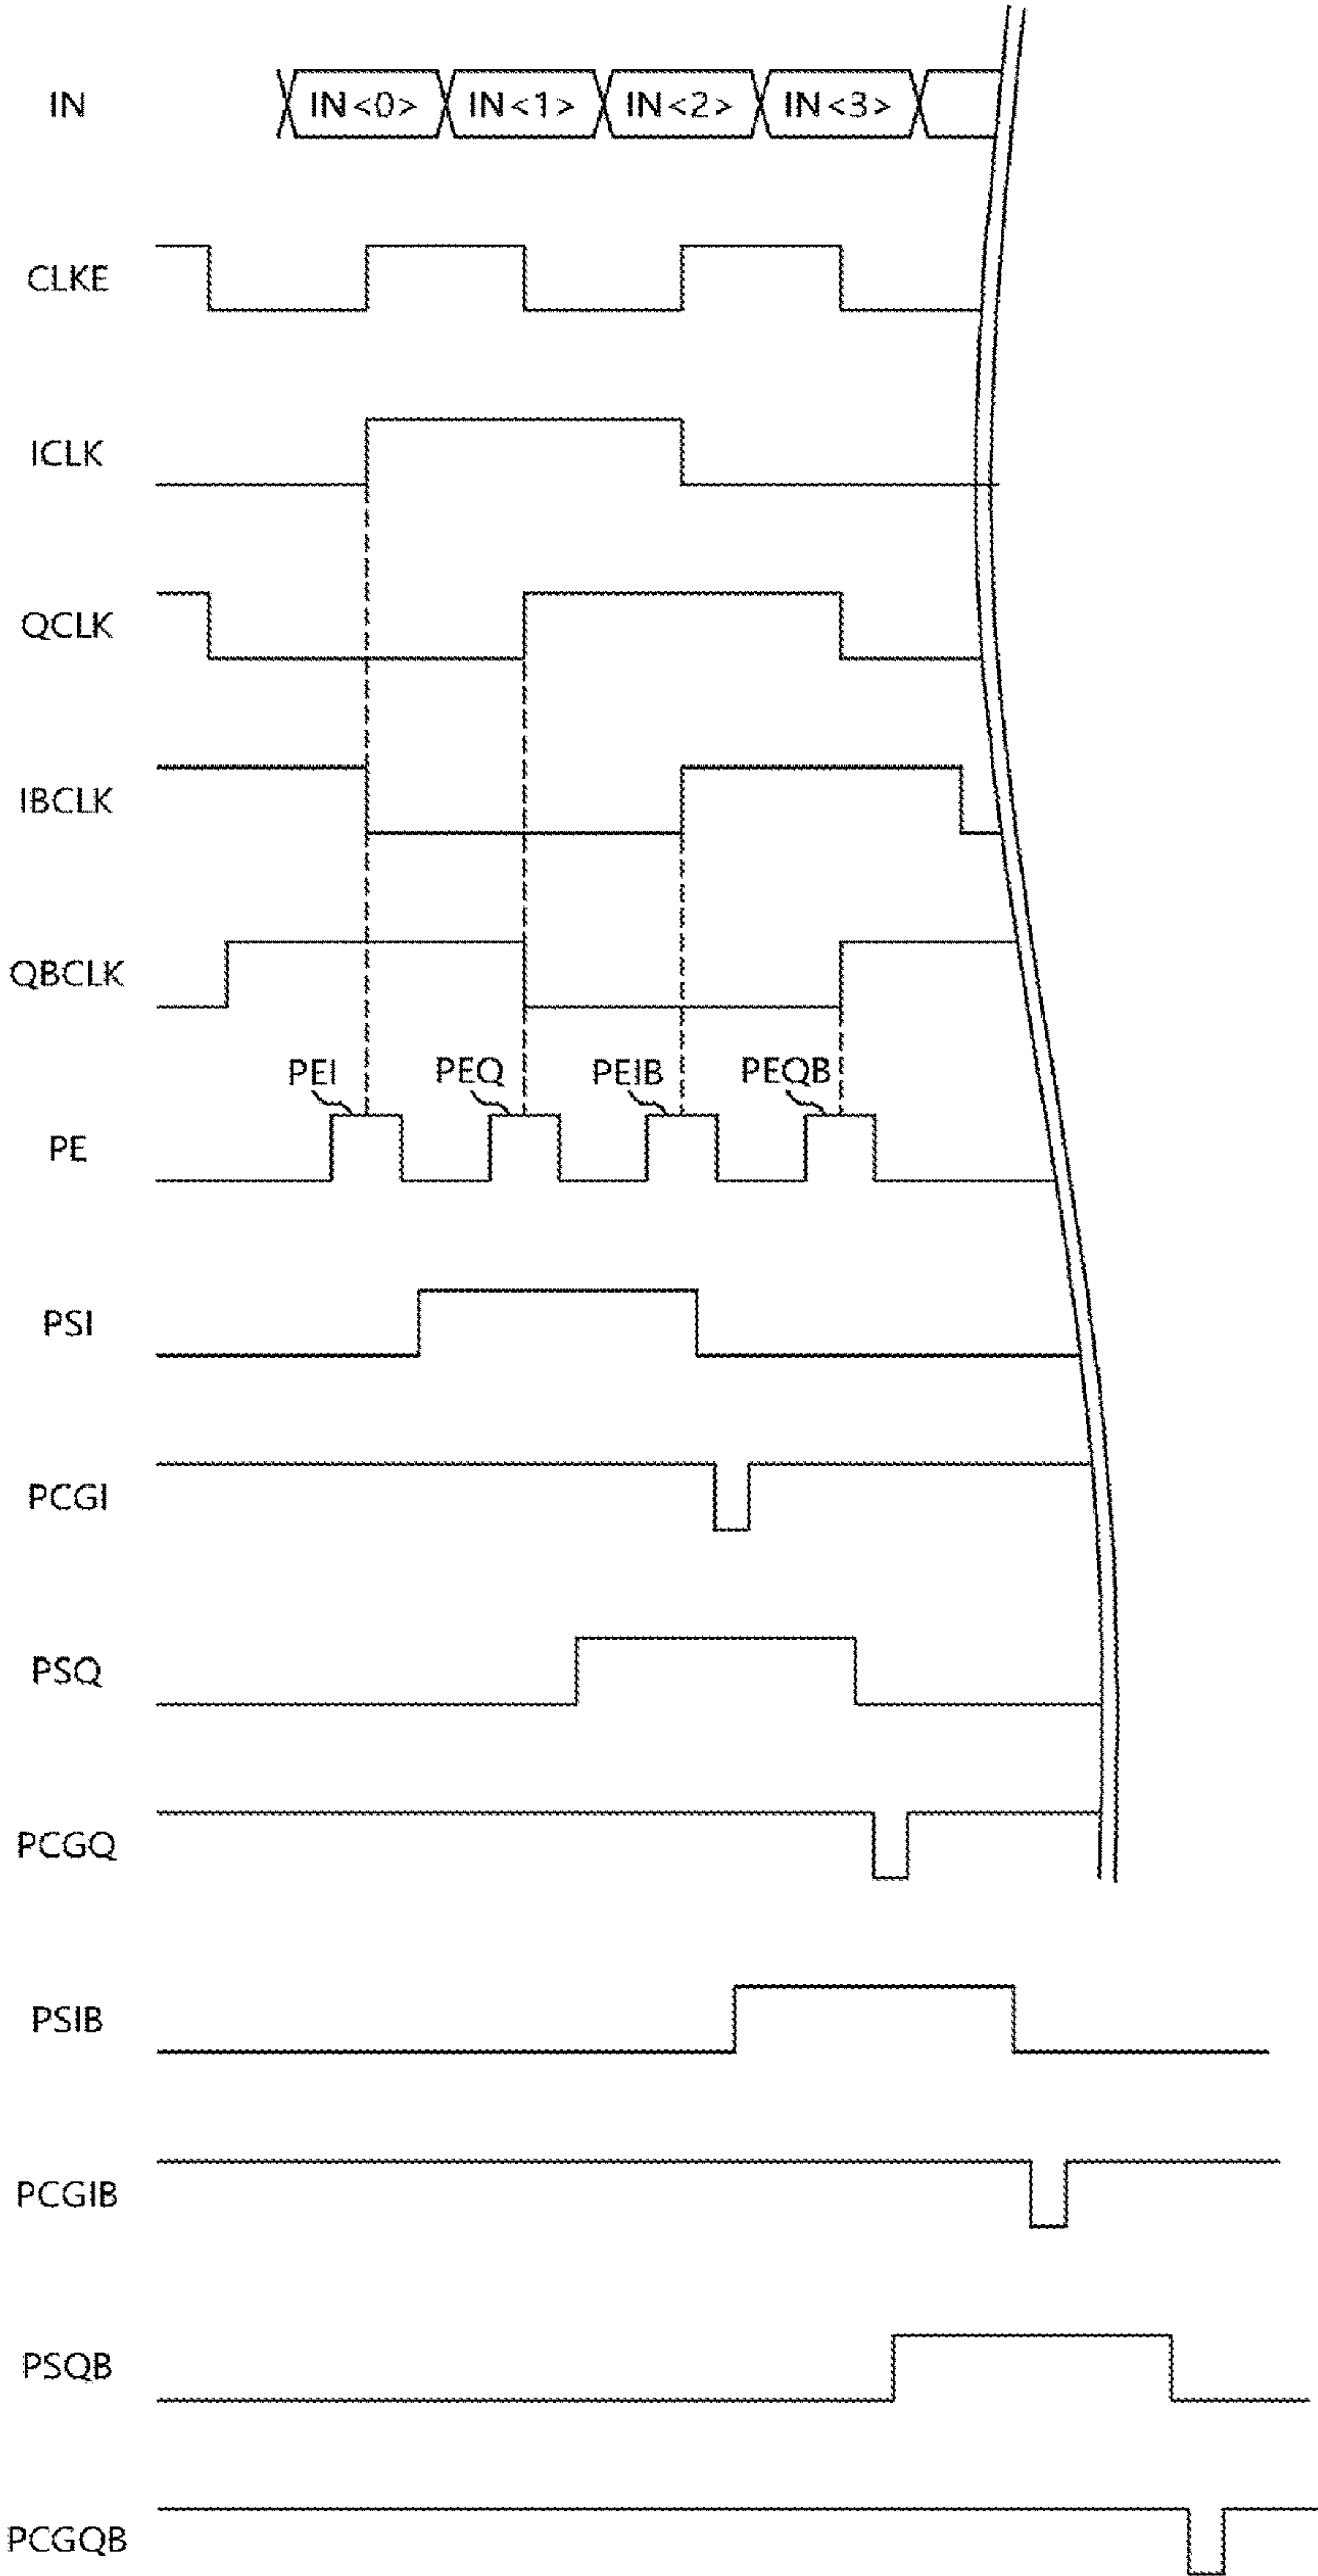 IN IN<0> IN<1> IN<2> IN<3>
CLKE
ICLK
QCLK
IBCLK
QBCLK
PEI PEQ PEIB PEQB
PE
PSI
PCGI
PSQ
PCGQ
PSIB
PCGIB
PSQB
PCGQB